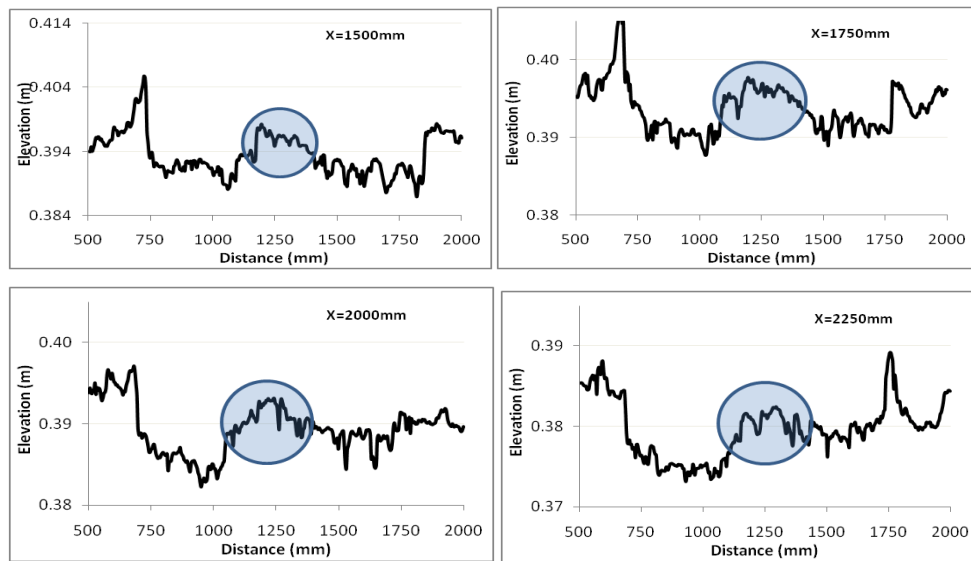 0.414
X=1500mm
0.404
0.394
0.384
Elevation (m)
500 750 1000 1250 1500 1750 2000
Distance (mm)
X=1750mm
0.40
0.39
0.38
Elevation (m)
500 750 1000 1250 1500 1750 2000
Distance (mm)
X=2000mm
0.40
0.39
0.38
Elevation (m)
500 750 1000 1250 1500 1750 2000
Distance (mm)
X=2250mm
0.39
0.38
0.37
Elevation (m)
500 750 1000 1250 1500 1750 2000
Distance (mm)